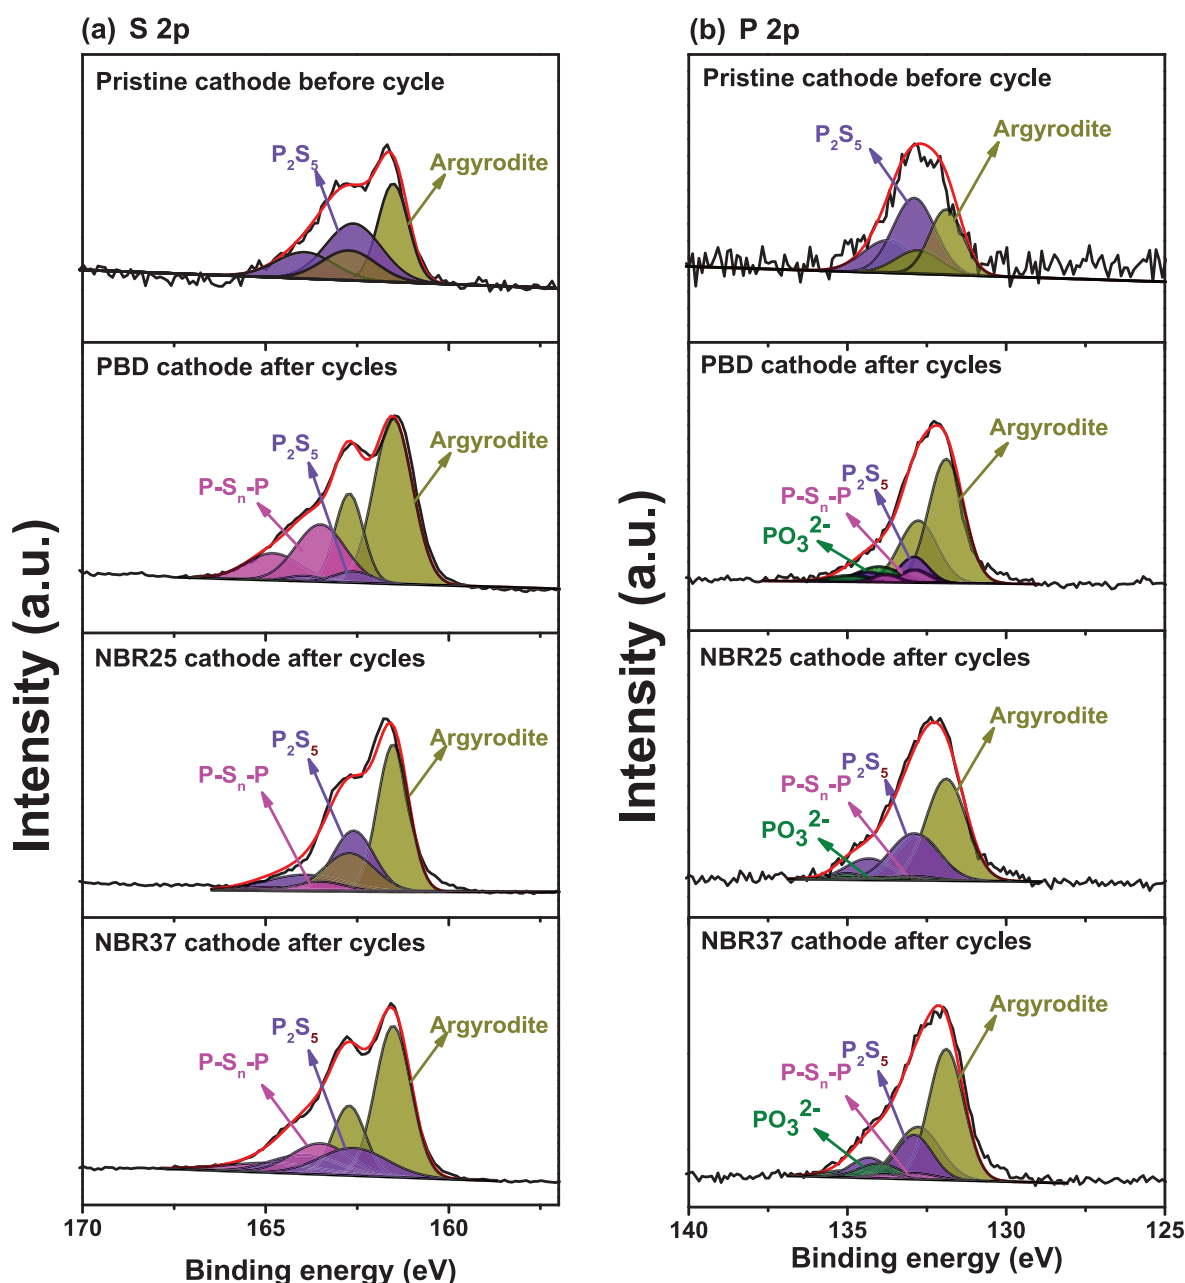 (a) S 2p
Pristine cathode before cycle
P₂S₅
Argyrodite
PBD cathode after cycles
P₂S₅
Argyrodite
P-Sₙ-P
NBR25 cathode after cycles
P₂S₅
Argyrodite
P-Sₙ-P
NBR37 cathode after cycles
P₂S₅
Argyrodite
P-Sₙ-P
170 165 160
Binding energy (eV)
Intensity (a.u.)
(b) P 2p
Pristine cathode before cycle
P₂S₅
Argyrodite
PBD cathode after cycles
Argyrodite
P₂S₅
P-Sₙ-P
PO₃²⁻
NBR25 cathode after cycles
Argyrodite
P₂S₅
P-Sₙ-P
PO₃²⁻
NBR37 cathode after cycles
Argyrodite
P₂S₅
P-Sₙ-P
PO₃²⁻
140 135 130 125
Binding energy (eV)
Intensity (a.u.)